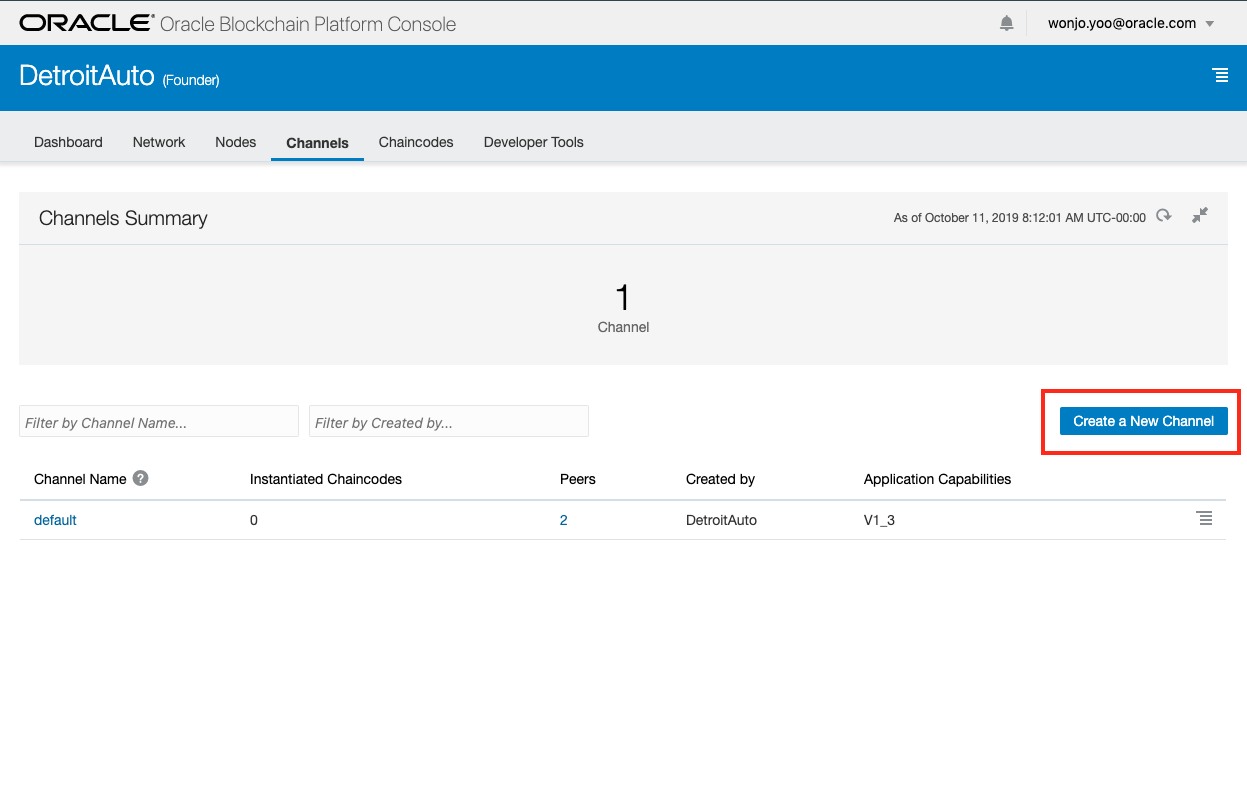 ORACLE® Oracle Blockchain Platform Console wonjo.yoo@oracle.com
DetroitAuto (Founder)
Dashboard Network Nodes Channels Chaincodes Developer Tools
Channels Summary As of October 11, 2019 8:12:01 AM UTC-00:00
1
Channel
Filter by Channel Name... Filter by Created by... Create a New Channel
Channel Name ? Instantiated Chaincodes Peers Created by Application Capabilities
default 0 2 DetroitAuto V1_3